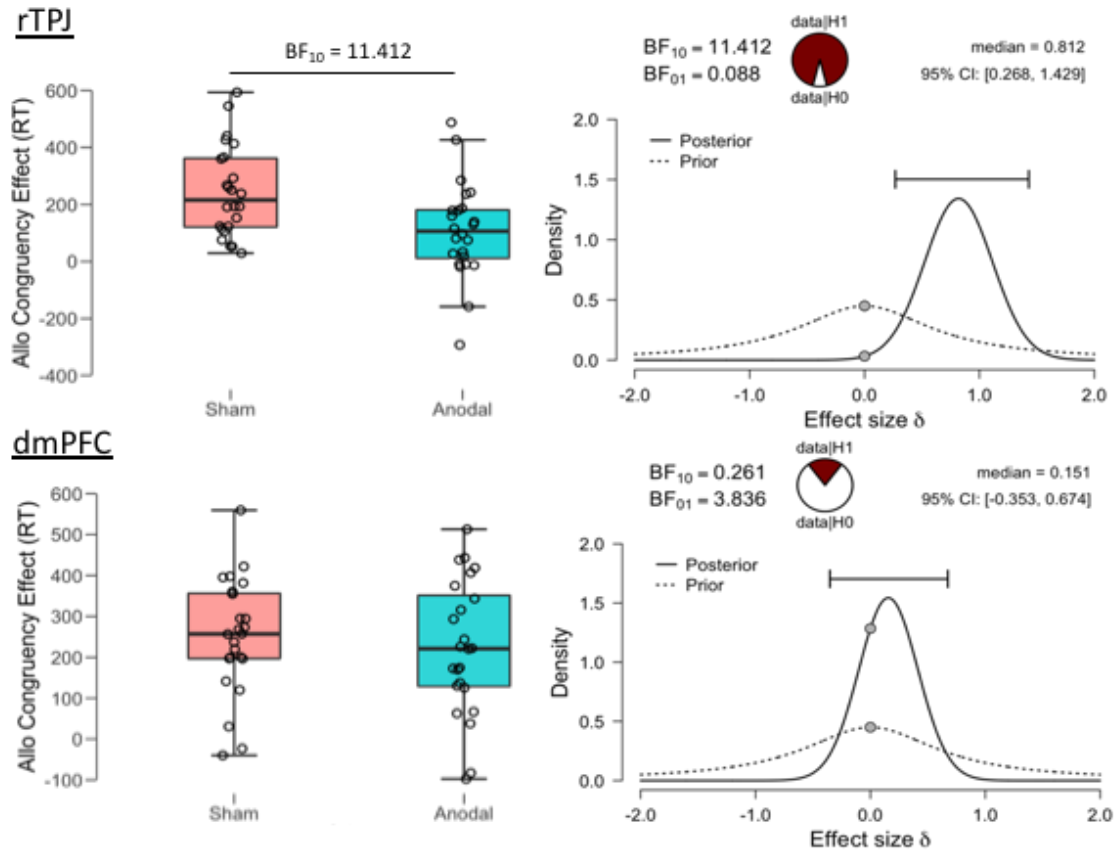 rTPJ
BF10 = 11.412
Allo Congruency Effect (RT)
600
400
200
0
-200
-400
Sham
Anodal
BF10 = 11.412
BF01 = 0.088
data|H1
data|H0
median = 0.812
95% CI: [0.268, 1.429]
Posterior
Prior
Density
2.0
1.5
1.0
0.5
0.0
-2.0
-1.0
0.0
1.0
2.0
Effect size δ
dmPFC
Allo Congruency Effect (RT)
600
500
400
300
200
100
0
-100
Sham
Anodal
BF10 = 0.261
BF01 = 3.836
data|H1
data|H0
median = 0.151
95% CI: [-0.353, 0.674]
Posterior
Prior
Density
2.0
1.5
1.0
0.5
0.0
-2.0
-1.0
0.0
1.0
2.0
Effect size δ